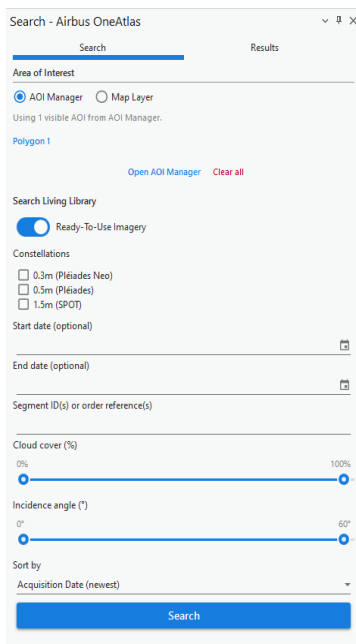 Search - Airbus OneAtlas
Search Results
Area of Interest
AOI Manager Map Layer
Using 1 visible AOI from AOI Manager.
Polygon 1
Open AOI Manager Clear all
Search Living Library
Ready-To-Use Imagery
Constellations
0.3m (Pléiades Neo)
0.5m (Pléiades)
1.5m (SPOT)
Start date (optional)
End date (optional)
Segment ID(s) or order reference(s)
Cloud cover (%)
0% 100%
Incidence angle (°)
0° 60°
Sort by
Acquisition Date (newest)
Search